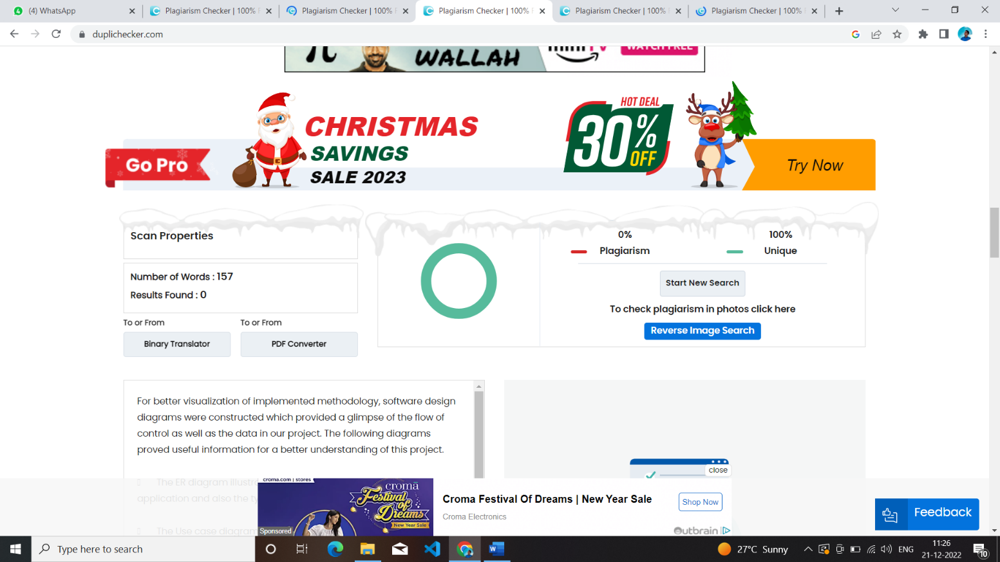 (4) WhatsApp
Plagiarism Checker | 100% F
Plagiarism Checker | 100%
Plagiarism Checker | 100% F
Plagiarism Checker | 100%
Plagiarism Checker | 100%
duplichecker.com
WALLAH
WATCH FREE
CHRISTMAS
SAVINGS
SALE 2023
HOT DEAL
30% OFF
Go Pro
Try Now
Scan Properties
0%
Plagiarism
100%
Unique
Number of Words : 157
Results Found : 0
Start New Search
To check plagiarism in photos click here
Reverse Image Search
To or From
To or From
Binary Translator
PDF Converter
For better visualization of implemented methodology, software design
diagrams were constructed which provided a glimpse of the flow of
control as well as the data in our project. The following diagrams
proved useful information for a better understanding of this project.
The ER diagram illustra
application and also the ty
The Use case diagram
close
croma.com | stores
croma
Festival of Dreams
New Year Sale
Sponsored
Croma Festival Of Dreams | New Year Sale
Croma Electronics
Shop Now
Outbrain
Feedback
Type here to search
27°C Sunny
ENG
11:26
21-12-2022
10